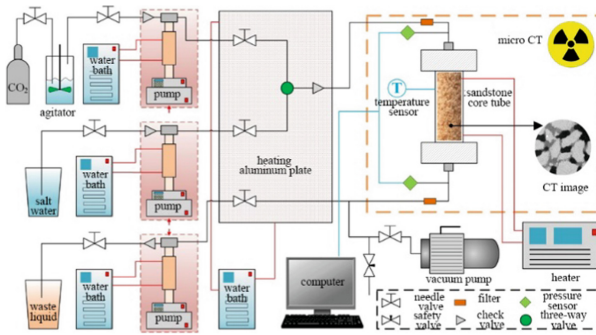 micro CT
CO₂
agitator
water
bath
pump
temperature
sensor
T
sandstone
core tube
CT image
salt
water
water
bath
pump
heating
aluminum plate
waste
liquid
water
bath
pump
water
bath
computer
vacuum pump
heater
needle
valve
filter
pressure
sensor
safety
valve
check
valve
three-way
valve